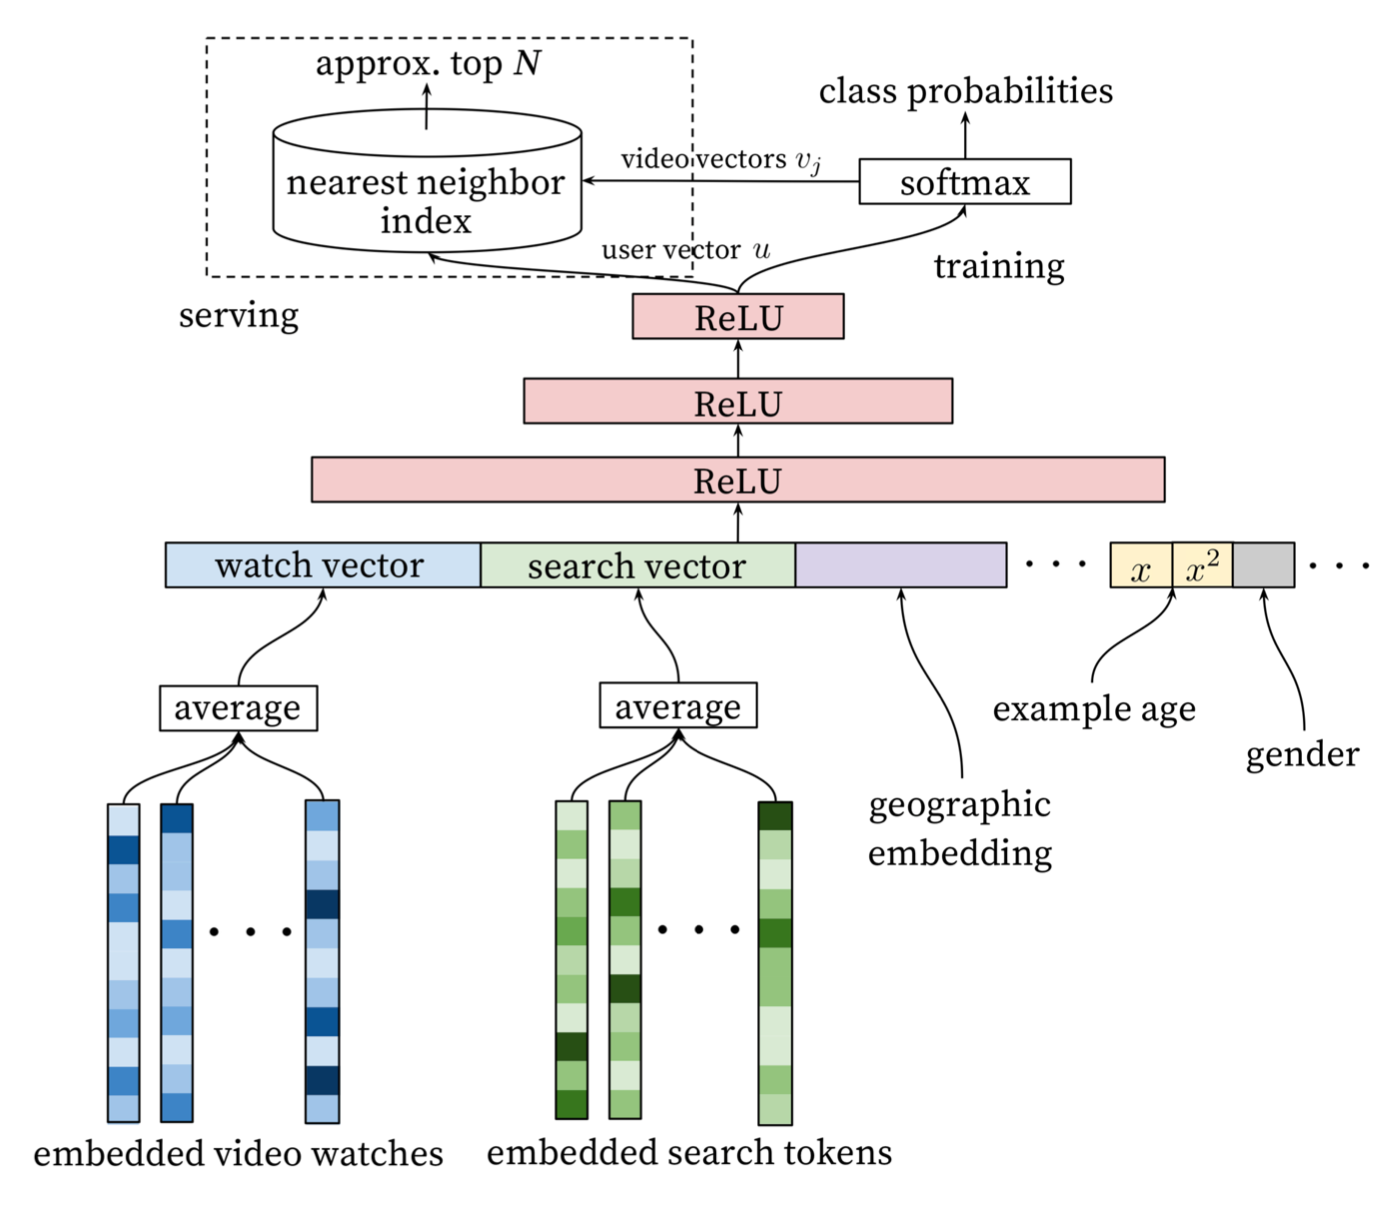 approx. top N
class probabilities
video vectors v_j
nearest neighbor
index
softmax
user vector u
training
serving
ReLU
ReLU
ReLU
watch vector
search vector
. . .
x
x²
. . .
average
average
example age
gender
. . .
. . .
geographic
embedding
embedded video watches
embedded search tokens